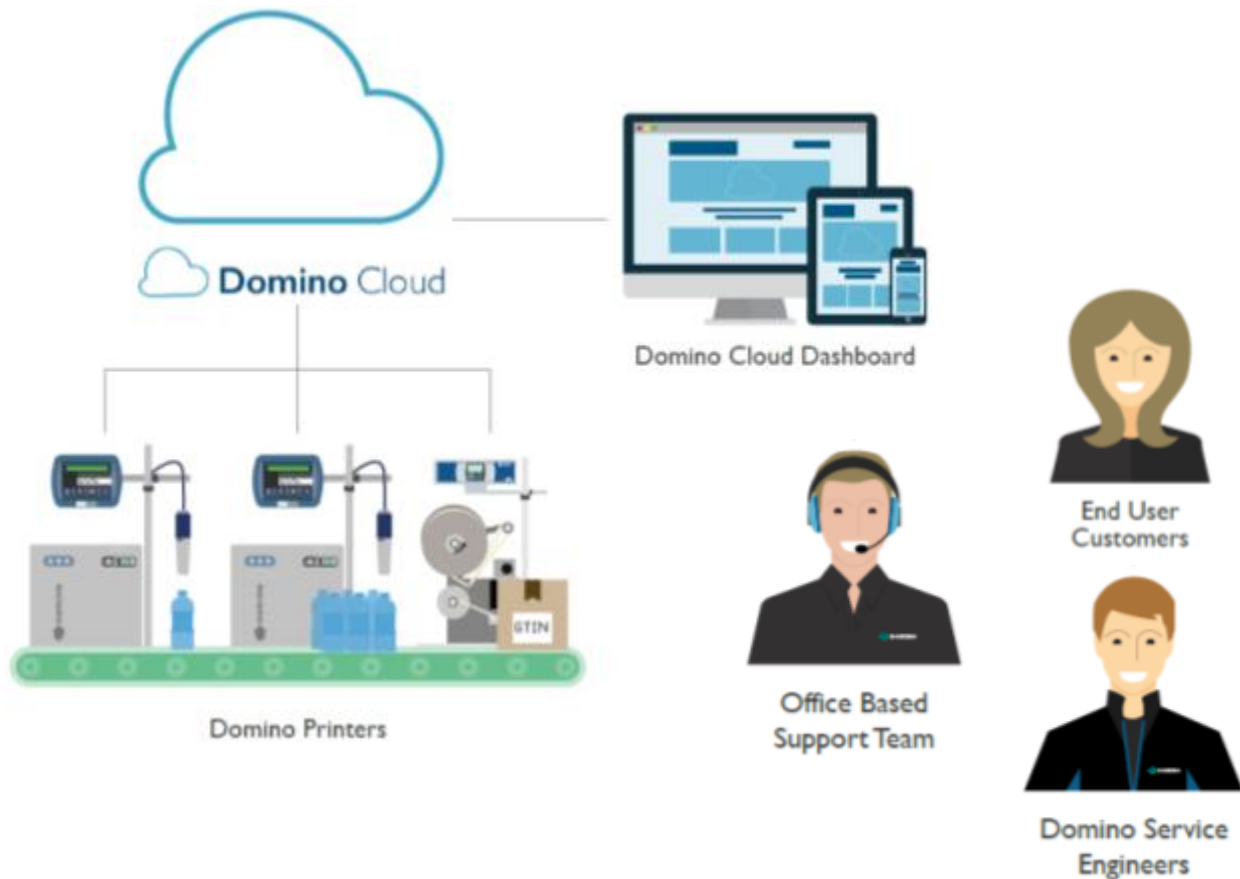 Domino Cloud
Domino Cloud Dashboard
End User
Customers
GTIN
Office Based
Support Team
Domino Printers
Domino Service
Engineers